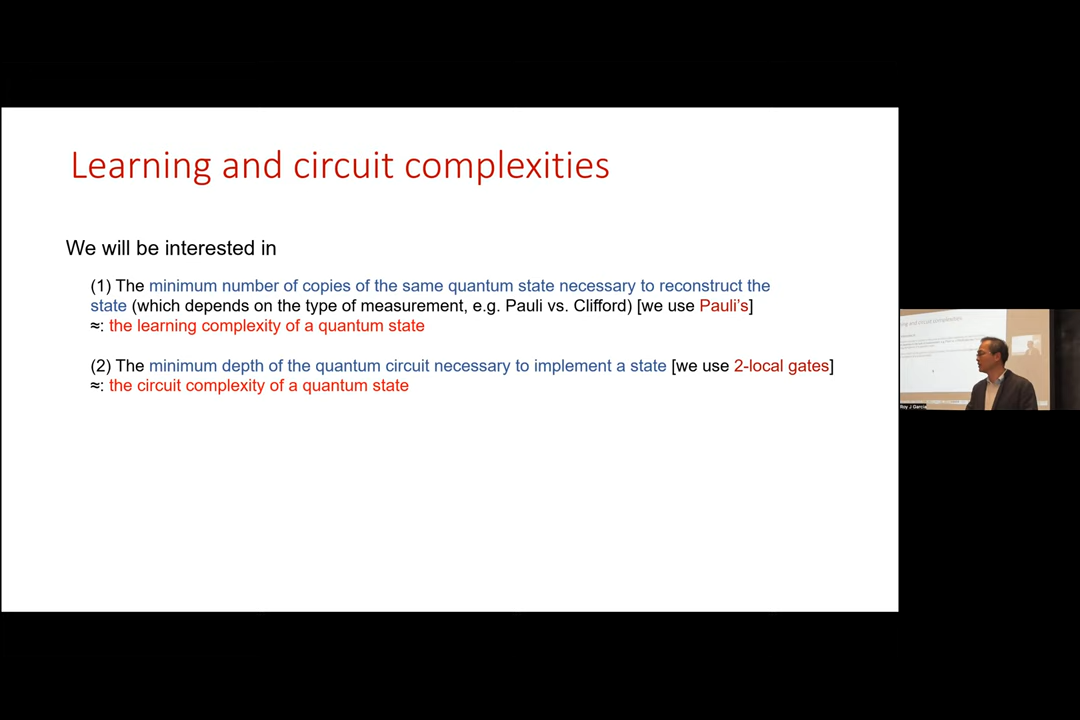 Learning and circuit complexities
We will be interested in
(1) The minimum number of copies of the same quantum state necessary to reconstruct the
state (which depends on the type of measurement, e.g. Pauli vs. Clifford) [we use Pauli's]
≈: the learning complexity of a quantum state
(2) The minimum depth of the quantum circuit necessary to implement a state [we use 2-local gates]
≈: the circuit complexity of a quantum state
Roy J Garcia